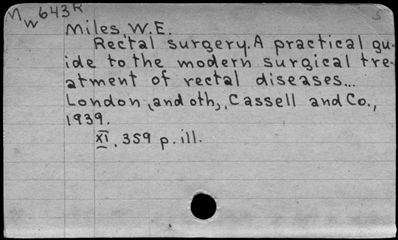 Nw 643R
Miles, W.E.
Rectal surgery. A practical gu-
ide to the modern surgical tre-
atment of rectal diseases...
London, and oth., Cassell and Co.,
1939.
XI, 359 p. ill.